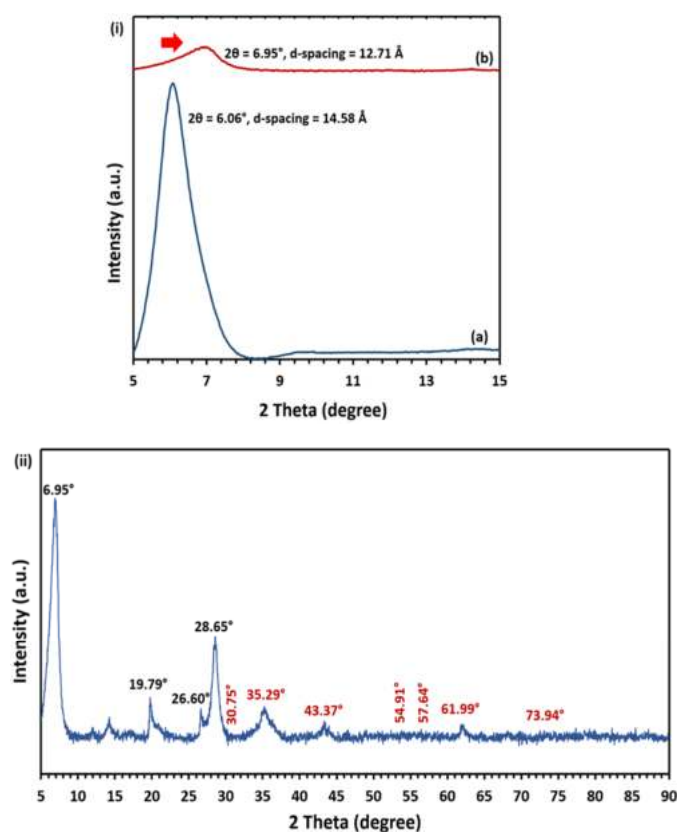 (i)
2θ = 6.95°, d-spacing = 12.71 Å
(b)
2θ = 6.06°, d-spacing = 14.58 Å
Intensity (a.u.)
(a)
5 7 9 11 13 15
2 Theta (degree)
(ii)
6.95°
28.65°
19.79°
26.60°
30.75°
35.29°
43.37°
54.91°
57.64°
61.99°
73.94°
Intensity (a.u.)
5 10 15 20 25 30 35 40 45 50 55 60 65 70 75 80 85 90
2 Theta (degree)